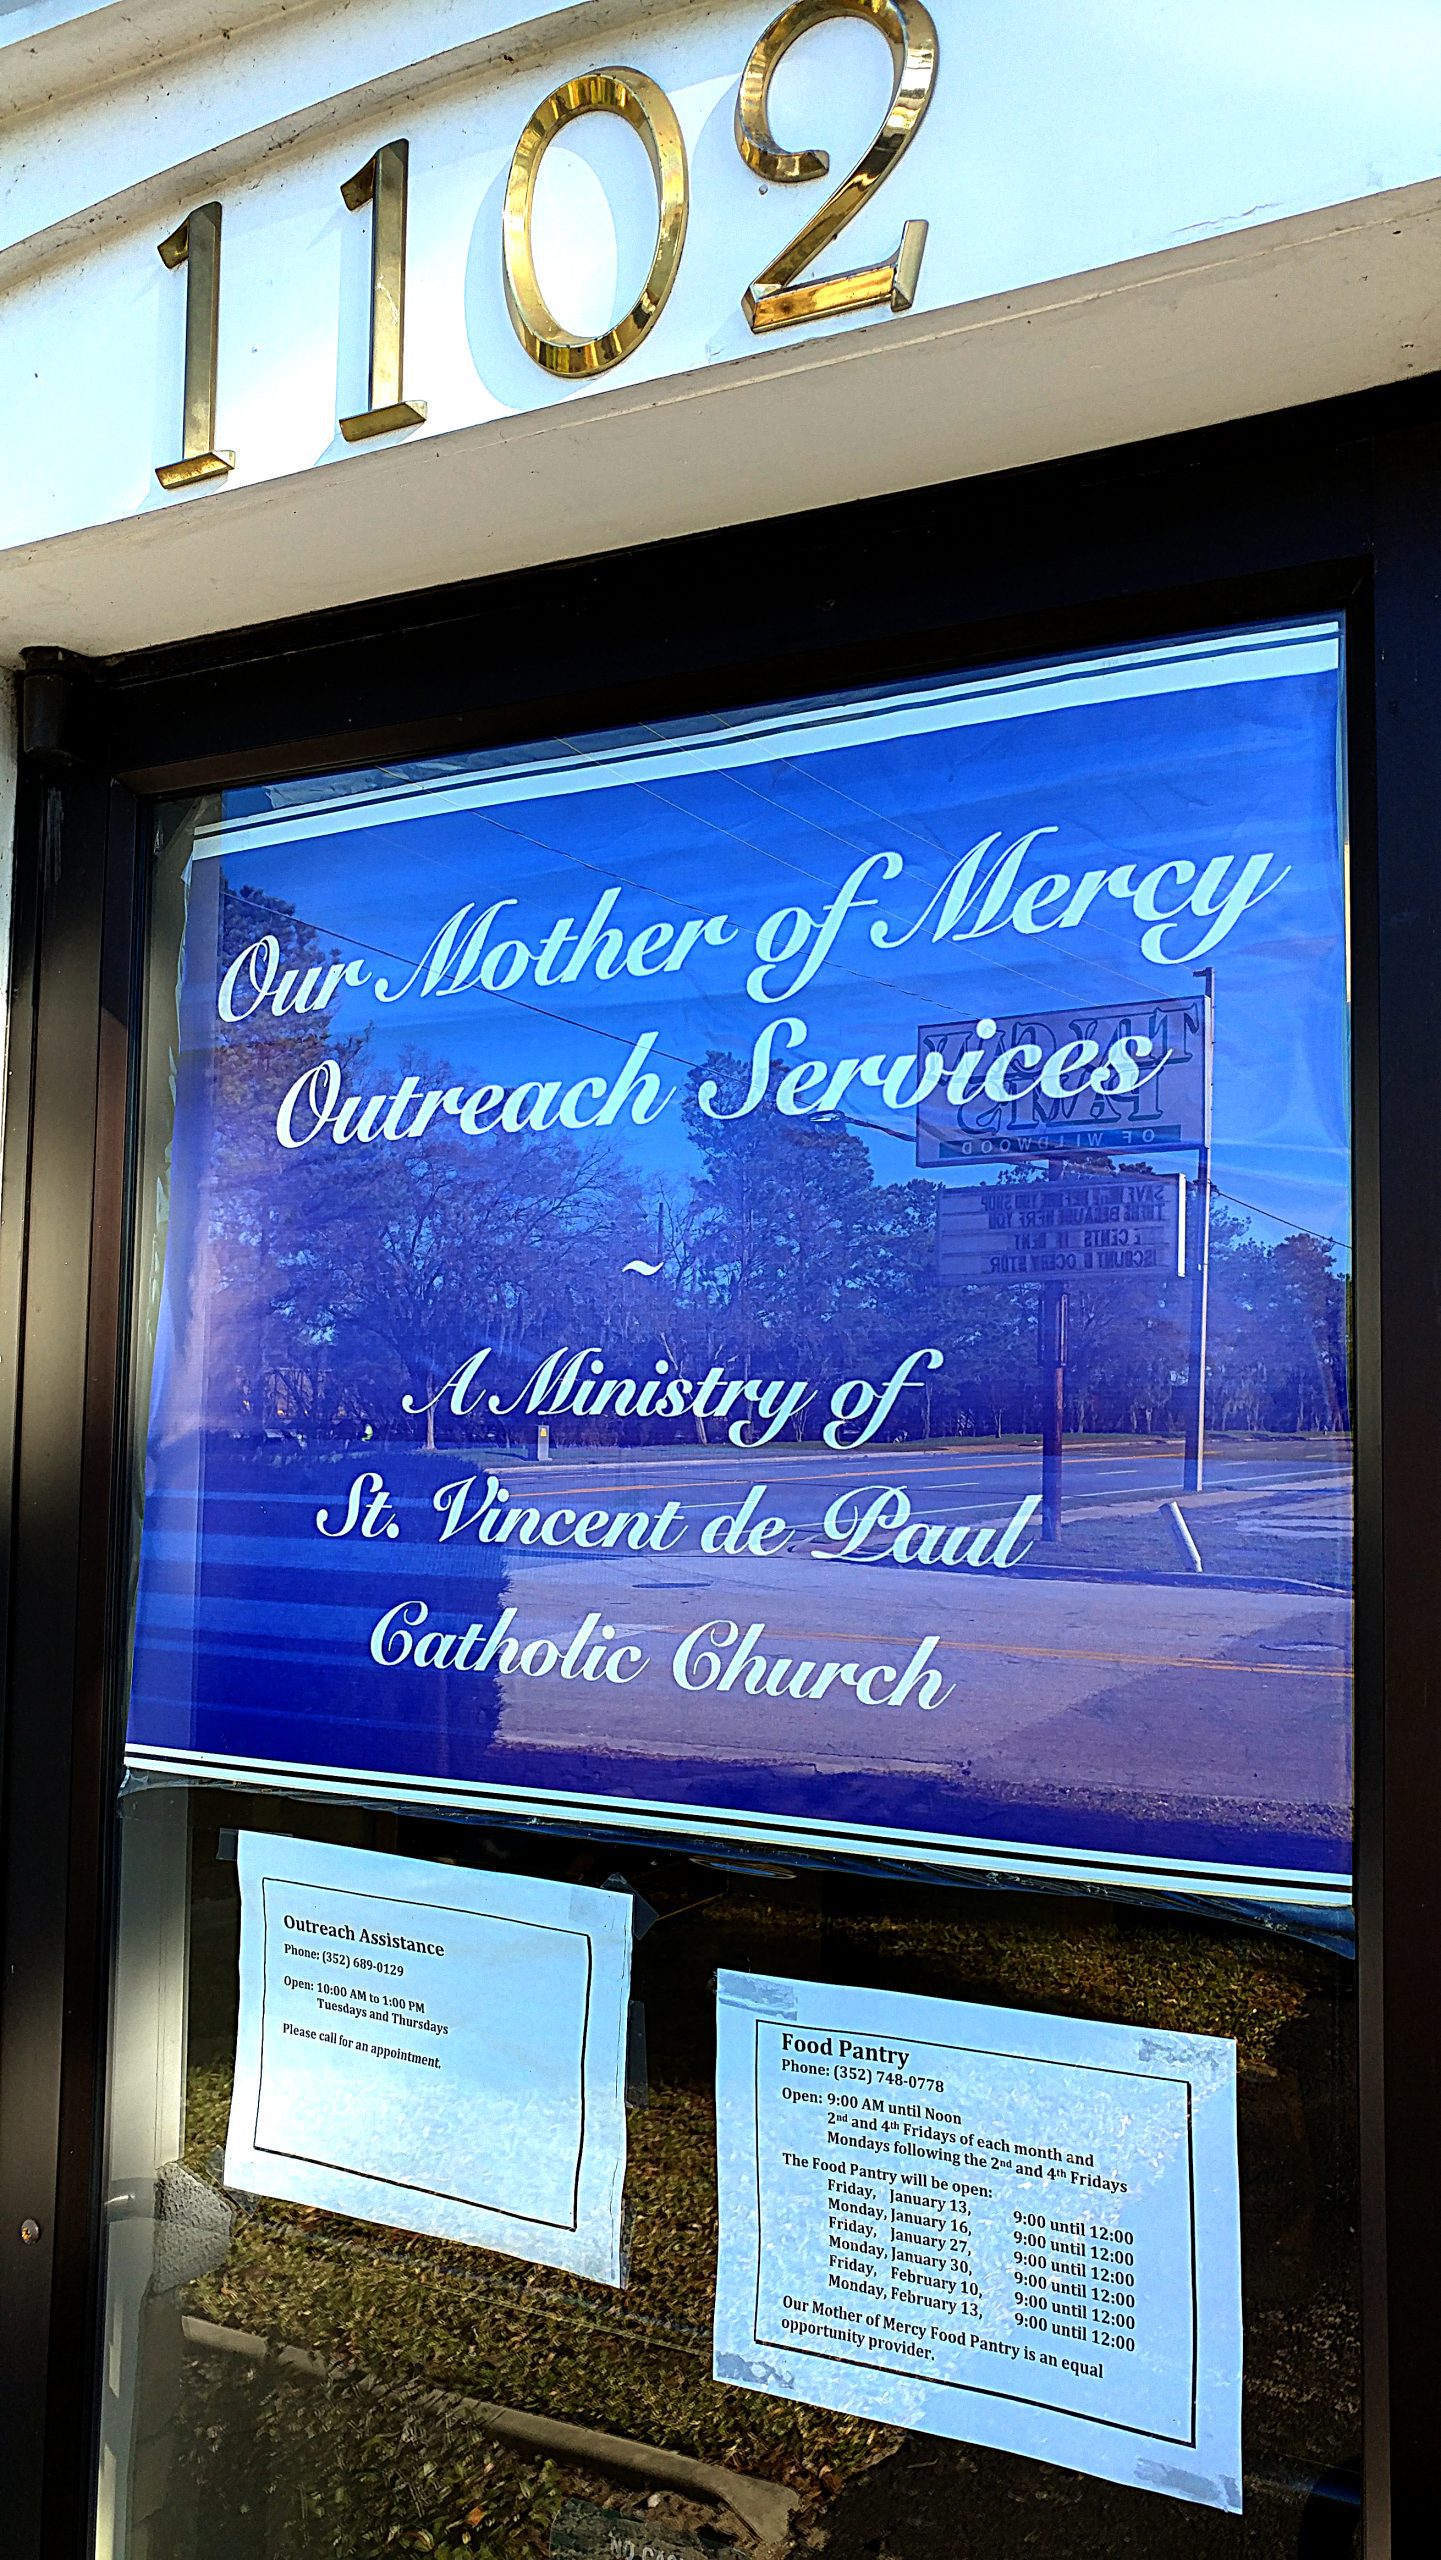 1102
Our Mother of Mercy
Outreach Services
~
A Ministry of
St. Vincent de Paul
Catholic Church
OF WILDWOOD
Outreach Assistance
Phone: (352) 689-0129
Open: 10:00 AM to 1:00 PM
Tuesdays and Thursdays
Please call for an appointment.
Food Pantry
Phone: (352) 748-0778
Open: 9:00 AM until Noon
2nd and 4th Fridays of each month and
Mondays following the 2nd and 4th Fridays
The Food Pantry will be open:
Friday, January 13, 9:00 until 12:00
Monday, January 16, 9:00 until 12:00
Friday, January 27, 9:00 until 12:00
Monday, January 30, 9:00 until 12:00
Friday, February 10, 9:00 until 12:00
Monday, February 13, 9:00 until 12:00
Our Mother of Mercy Food Pantry is an equal
opportunity provider.